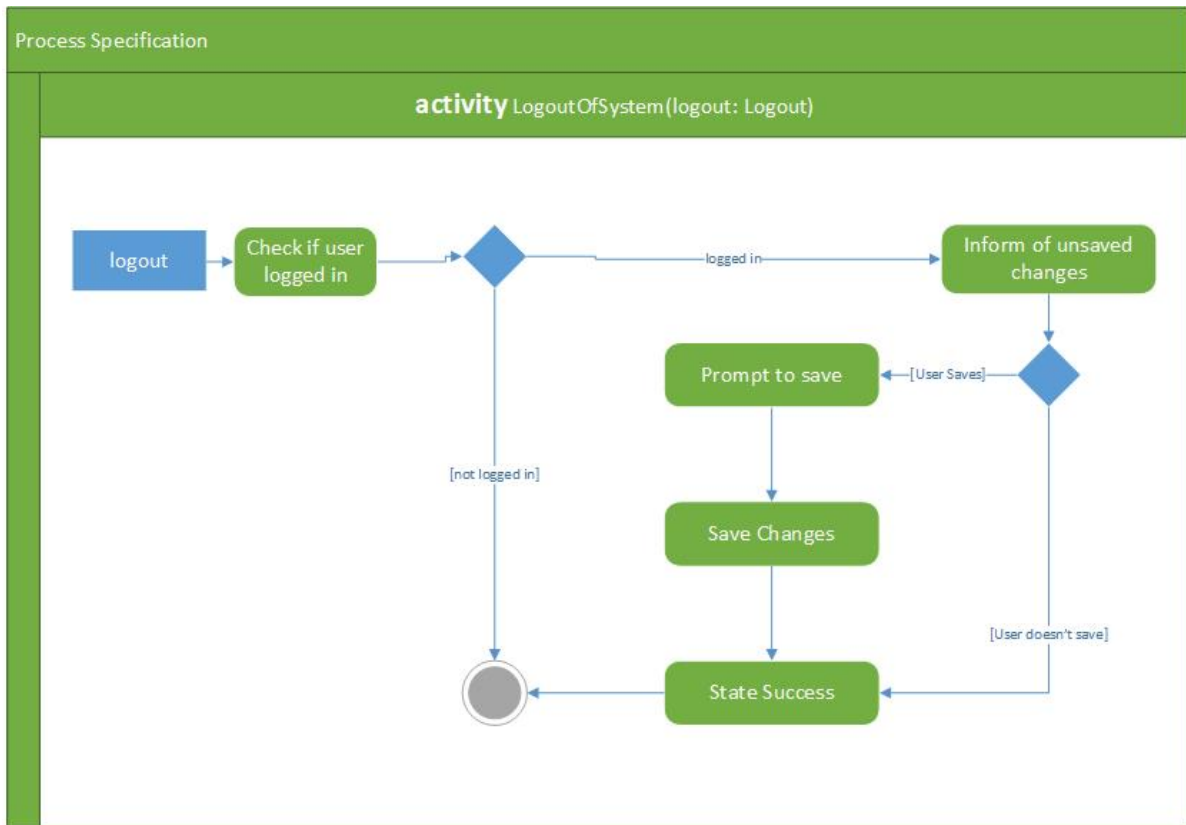 Process Specification
activity LogoutOfSystem(logout: Logout)
logout
Check if user
logged in
logged in
Inform of unsaved
changes
Prompt to save
[User Saves]
[not logged in]
Save Changes
[User doesn't save]
State Success